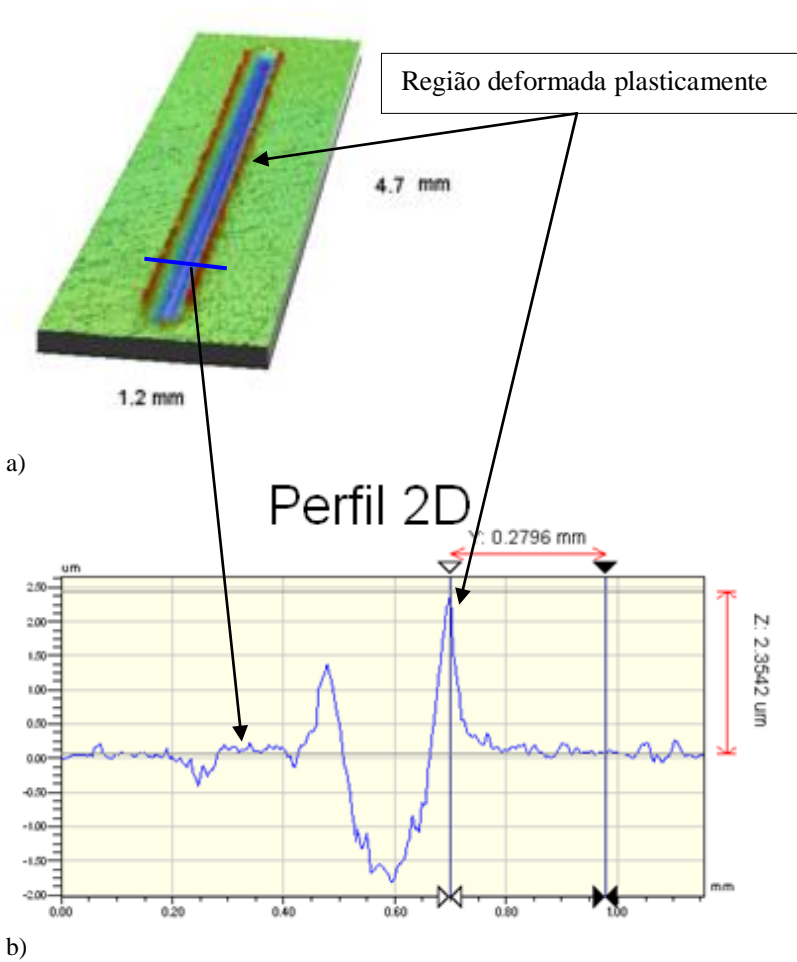 Região deformada plasticamente
4.7 mm
1.2 mm
a)
Perfil 2D
Y: 0.2796 mm
um
2.50
2.00
1.50
1.00
0.50
0.00
-0.50
-1.00
-1.50
-2.00
Z: 2.3542 um
mm
0.00 0.20 0.40 0.60 0.80 1.00
b)